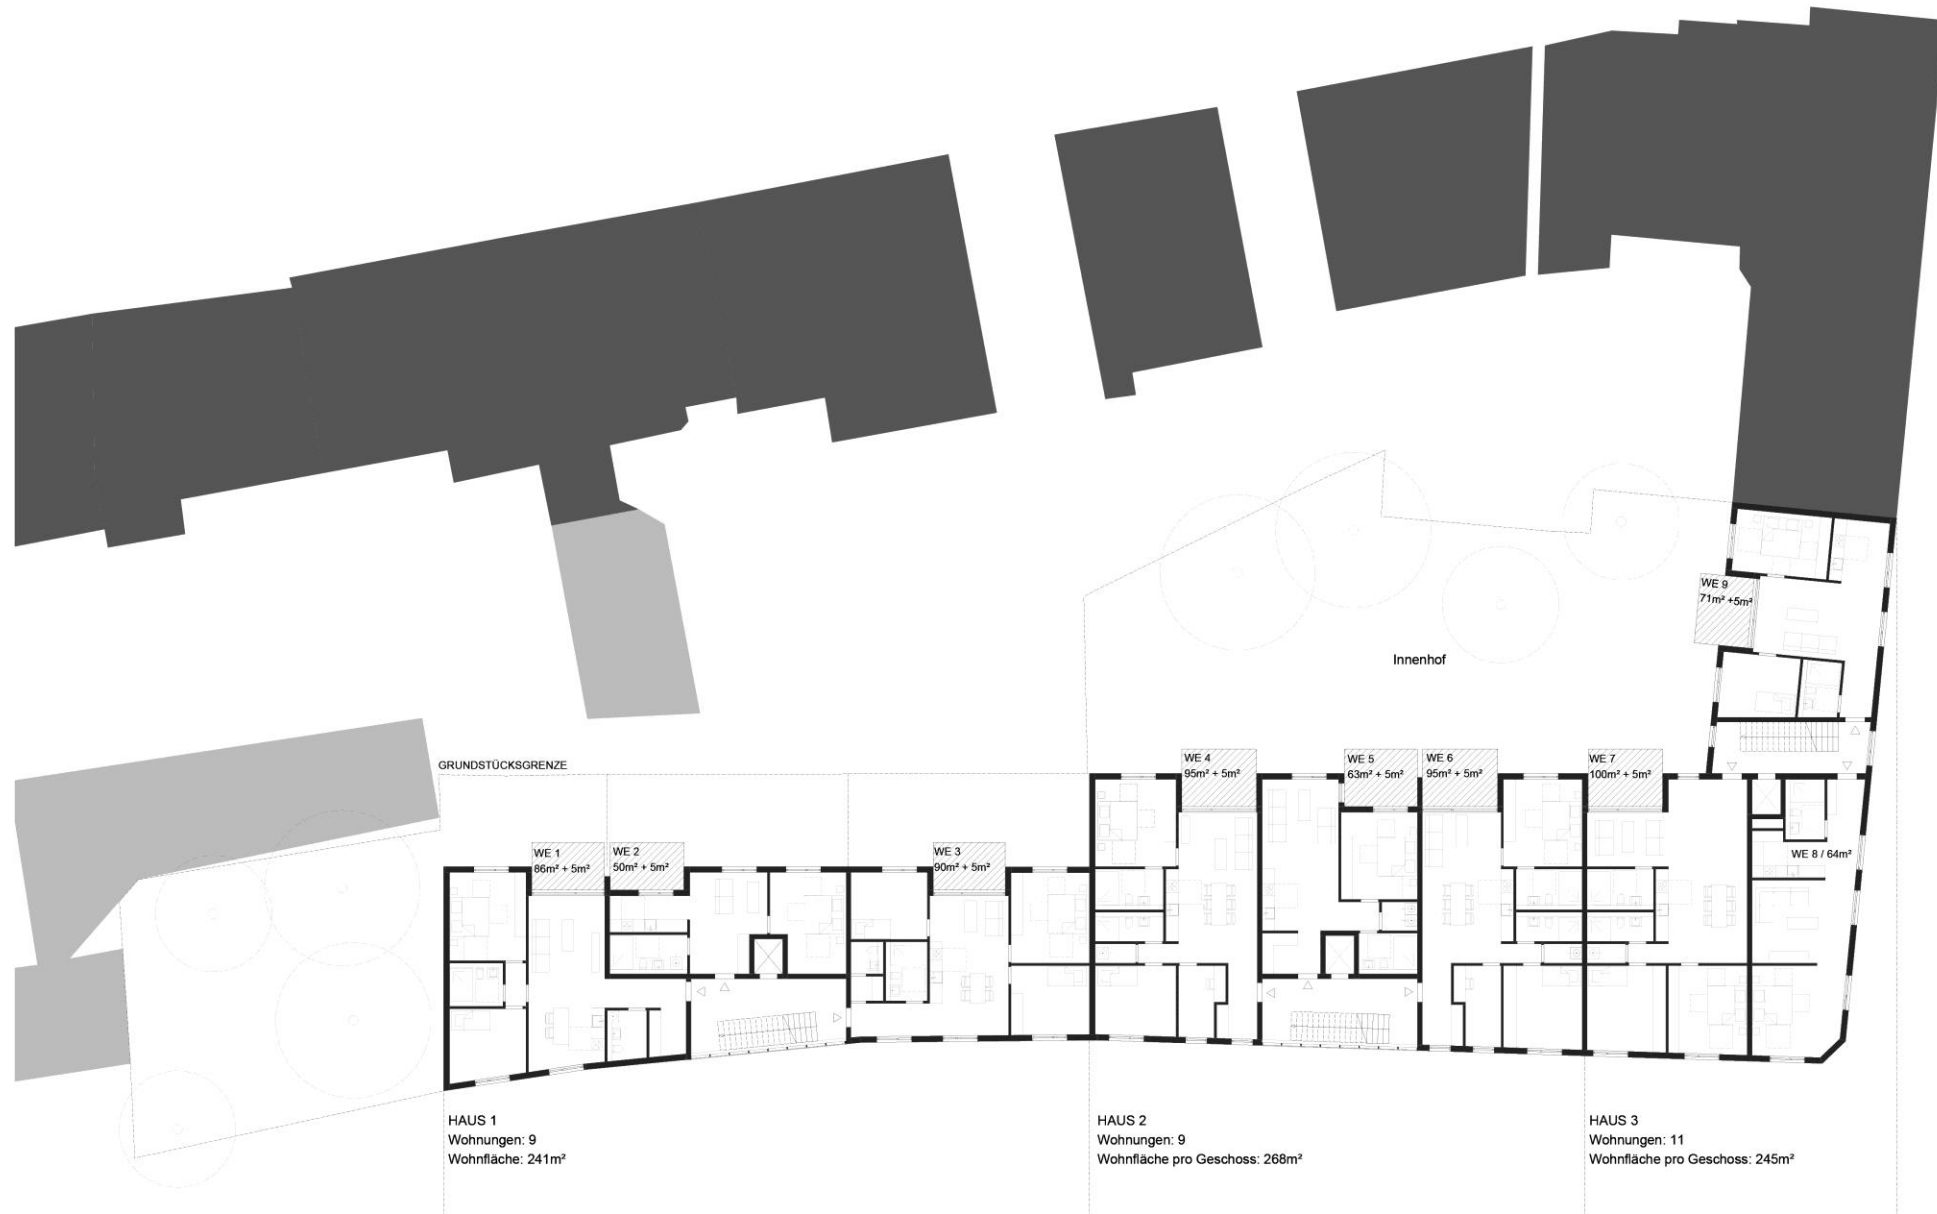 WE 9
71m² +5m²
Innenhof
GRUNDSTÜCKSGRENZE
WE 4
95m² + 5m²
WE 5
63m² + 5m²
WE 6
95m² + 5m²
WE 7
100m² + 5m²
WE 1
86m² + 5m²
WE 2
50m² + 5m²
WE 3
90m² + 5m²
WE 8 / 64m²
HAUS 1
Wohnungen: 9
Wohnfläche: 241m²
HAUS 2
Wohnungen: 9
Wohnfläche pro Geschoss: 268m²
HAUS 3
Wohnungen: 11
Wohnfläche pro Geschoss: 245m²